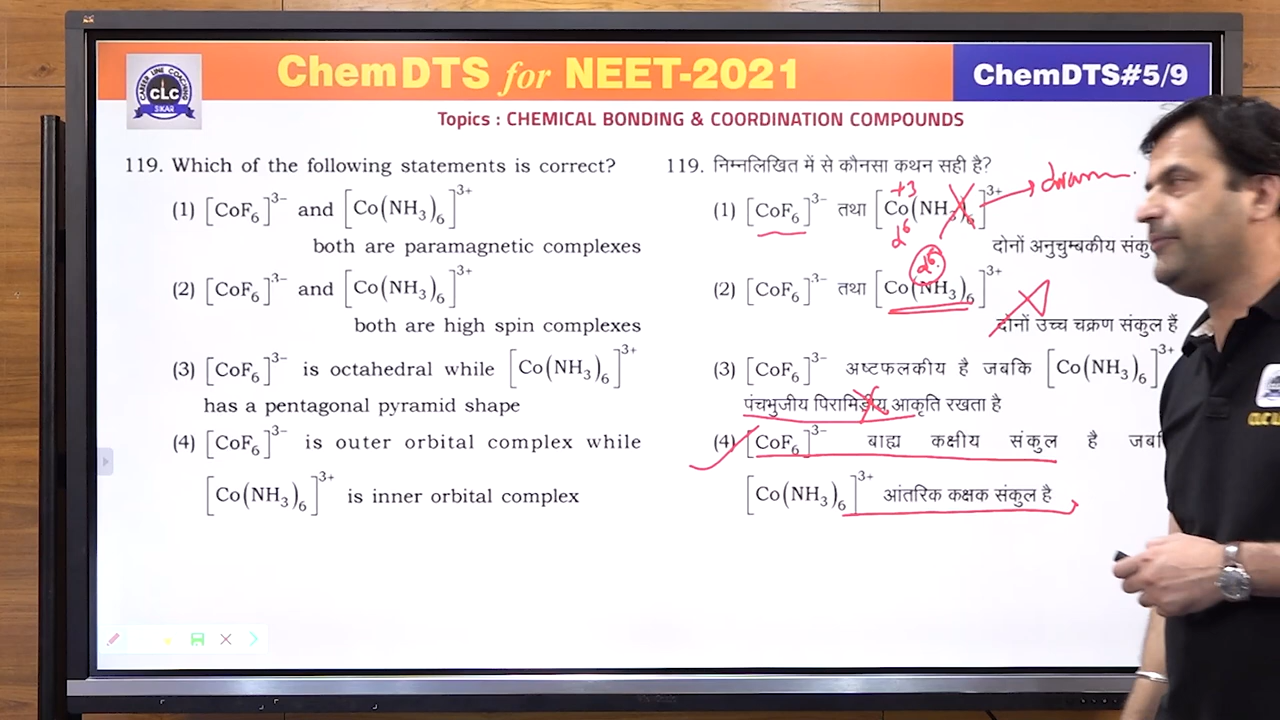 ChemDTS for NEET-2021
ChemDTS#5/9
CAREER LINE COACHING
CLC
SIKAR
Topics : CHEMICAL BONDING & COORDINATION COMPOUNDS
119. Which of the following statements is correct?
(1) [CoF₆]³⁻ and [Co(NH₃)₆]³⁺
both are paramagnetic complexes
(2) [CoF₆]³⁻ and [Co(NH₃)₆]³⁺
both are high spin complexes
(3) [CoF₆]³⁻ is octahedral while [Co(NH₃)₆]³⁺
has a pentagonal pyramid shape
(4) [CoF₆]³⁻ is outer orbital complex while
[Co(NH₃)₆]³⁺ is inner orbital complex
119. निम्नलिखित में से कौनसा कथन सही है?
+3
(1) [CoF₆]³⁻ तथा [Co(NH₃)₆]³⁺
d⁶
दोनों अनुचुम्बकीय संकु
d⁶
(2) [CoF₆]³⁻ तथा [Co(NH₃)₆]³⁺
दोनों उच्च चक्रण संकुल हैं
(3) [CoF₆]³⁻ अष्टफलकीय है जबकि [Co(NH₃)₆]³⁺
पंचभुजीय पिरामिडीय आकृति रखता है
(4) [CoF₆]³⁻ बाह्य कक्षीय संकुल है जबकि
[Co(NH₃)₆]³⁺ आंतरिक कक्षक संकुल है